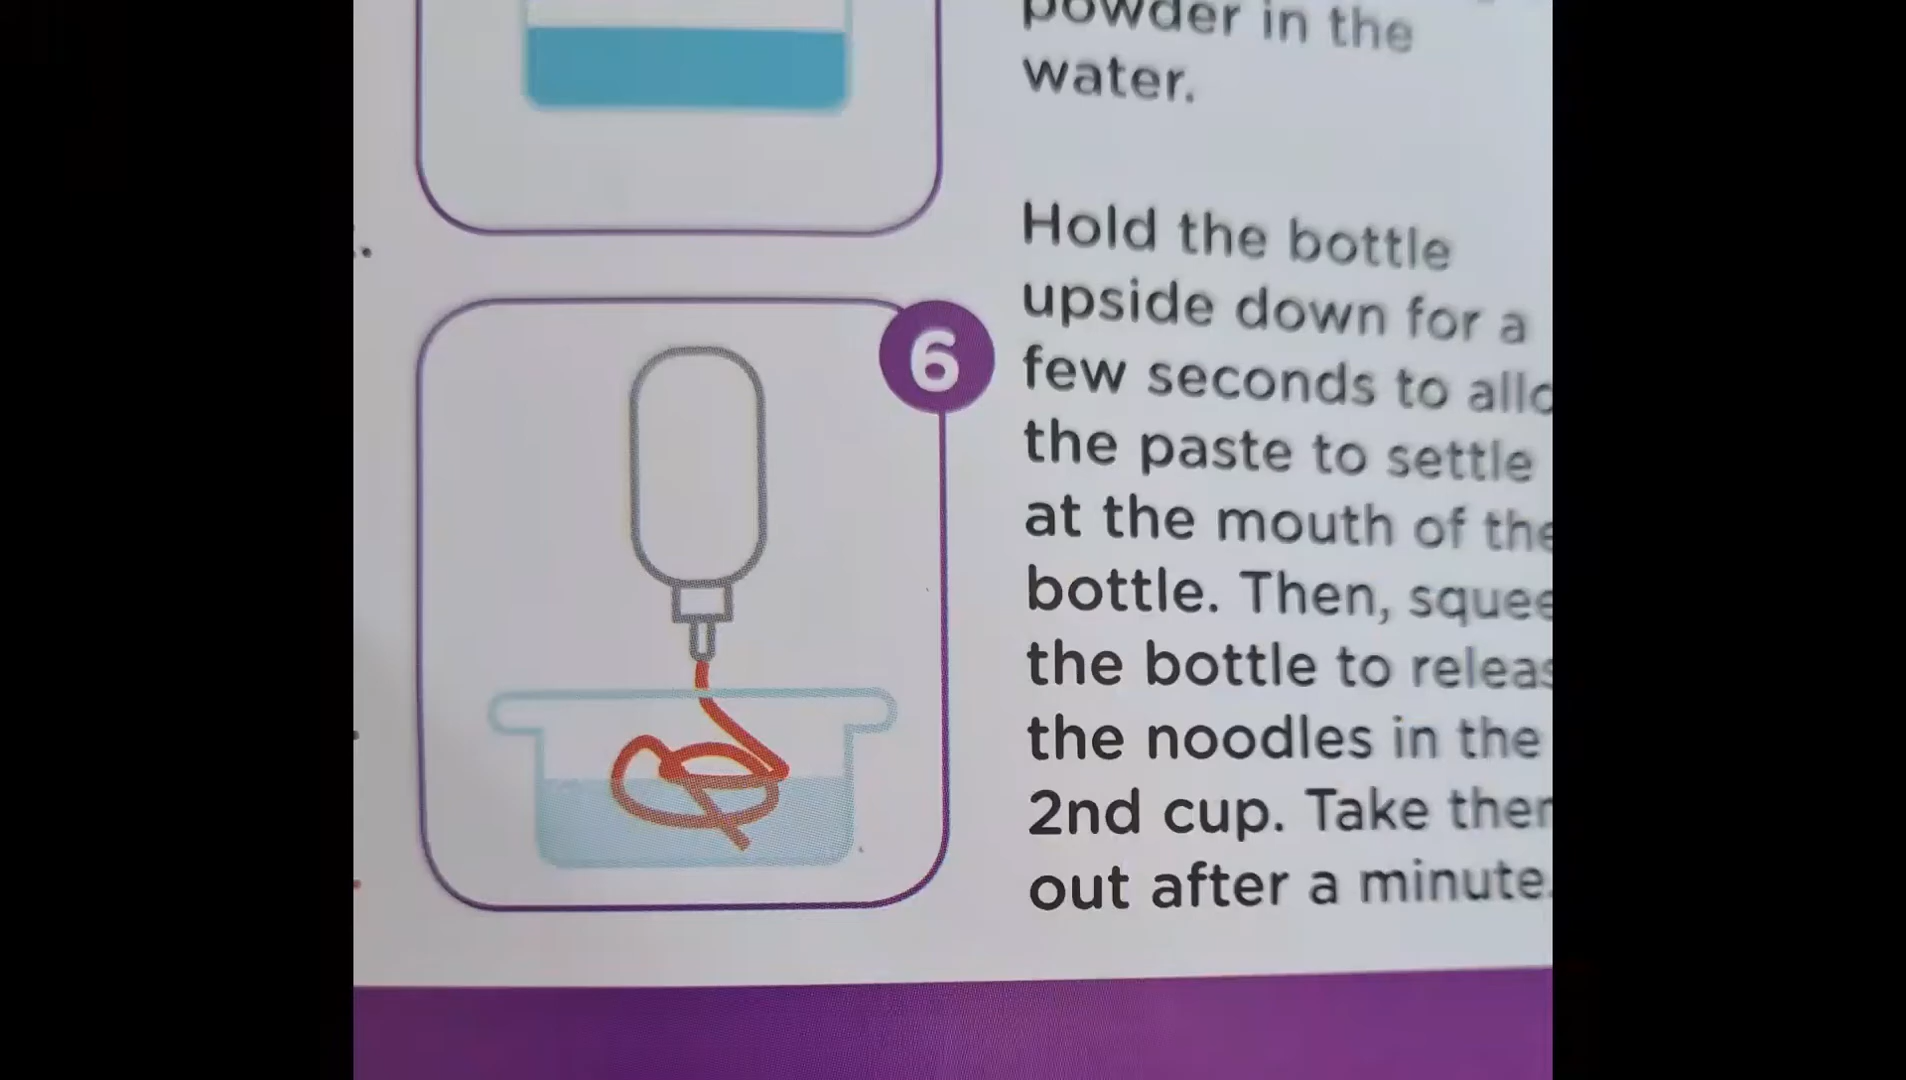 powder in the
water.
6
Hold the bottle
upside down for a
few seconds to
the paste to settle
at the mouth of the
bottle. Then,
the bottle to
the noodles in the
2nd cup. Take
out after a minute.